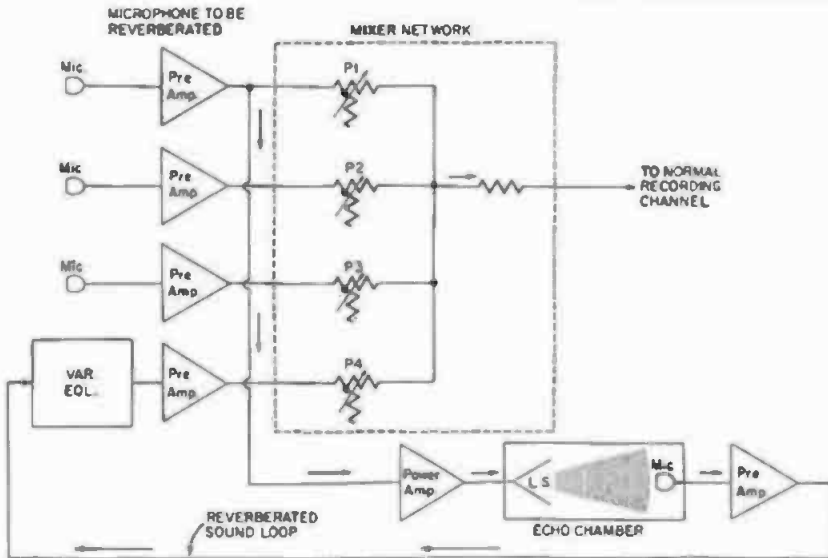 MICROPHONE TO BE
REVERBERATED
MIXER NETWORK
Mic.
Pre
Amp.
P1
Mic
Pre
Amp.
P2
TO NORMAL
RECORDING
CHANNEL
Mic
Pre
Amp.
P3
VAR
EQL.
Pre
Amp.
P4
Power
Amp.
L S
Mic
Pre
Amp.
ECHO CHAMBER
REVERBERATED
SOUND LOOP